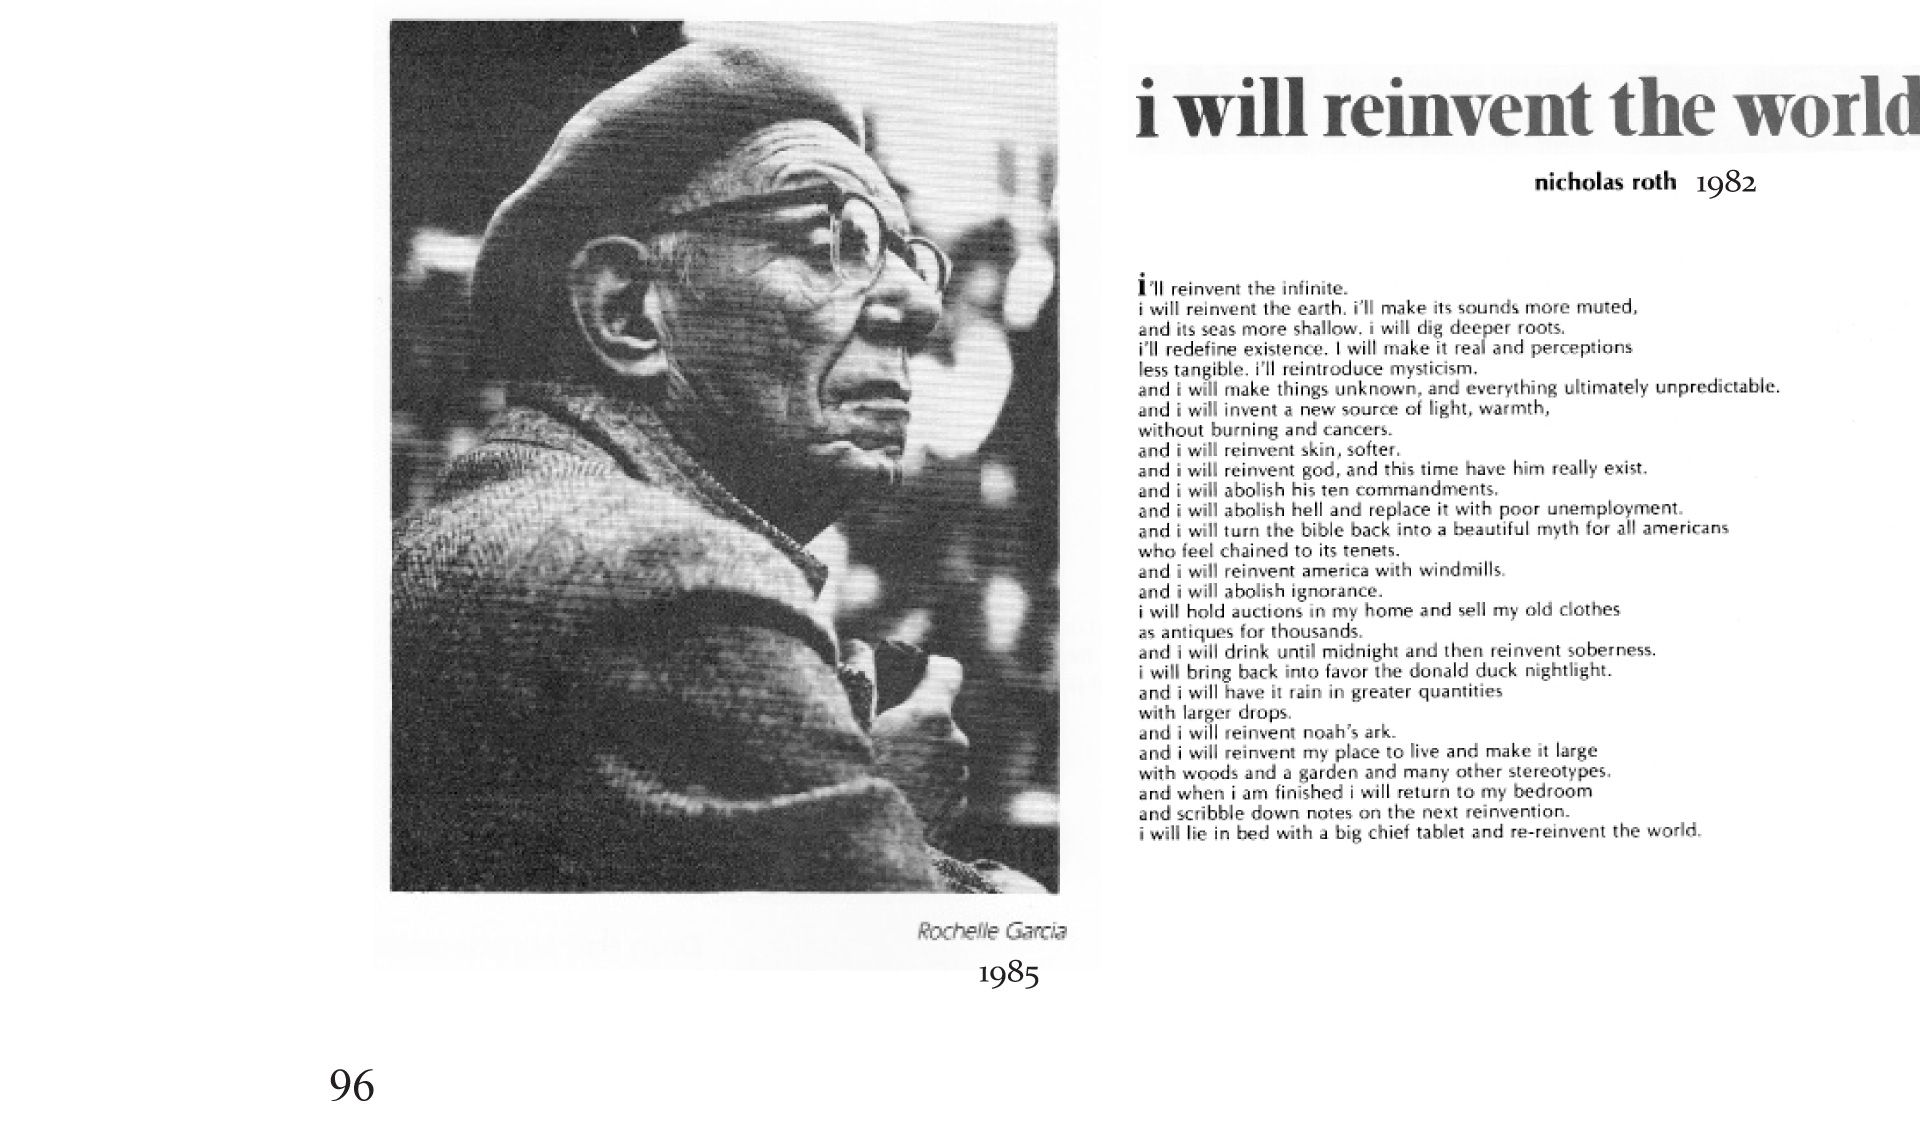 i will reinvent the world
nicholas roth 1982
i'll reinvent the infinite.
i will reinvent the earth. i'll make its sounds more muted,
and its seas more shallow. i will dig deeper roots.
i'll redefine existence. I will make it real and perceptions
less tangible. i'll reintroduce mysticism.
and i will make things unknown, and everything ultimately unpredictable.
and i will invent a new source of light, warmth,
without burning and cancers.
and i will reinvent skin, softer.
and i will reinvent god, and this time have him really exist.
and i will abolish his ten commandments.
and i will abolish hell and replace it with poor unemployment.
and i will turn the bible back into a beautiful myth for all americans
who feel chained to its tenets.
and i will reinvent america with windmills.
and i will abolish ignorance.
i will hold auctions in my home and sell my old clothes
as antiques for thousands.
and i will drink until midnight and then reinvent soberness.
i will bring back into favor the donald duck nightlight.
and i will have it rain in greater quantities
with larger drops.
and i will reinvent noah's ark.
and i will reinvent my place to live and make it large
with woods and a garden and many other stereotypes.
and when i am finished i will return to my bedroom
and scribble down notes on the next reinvention.
i will lie in bed with a big chief tablet and re-reinvent the world.
Rochelle Garcia
1985
96